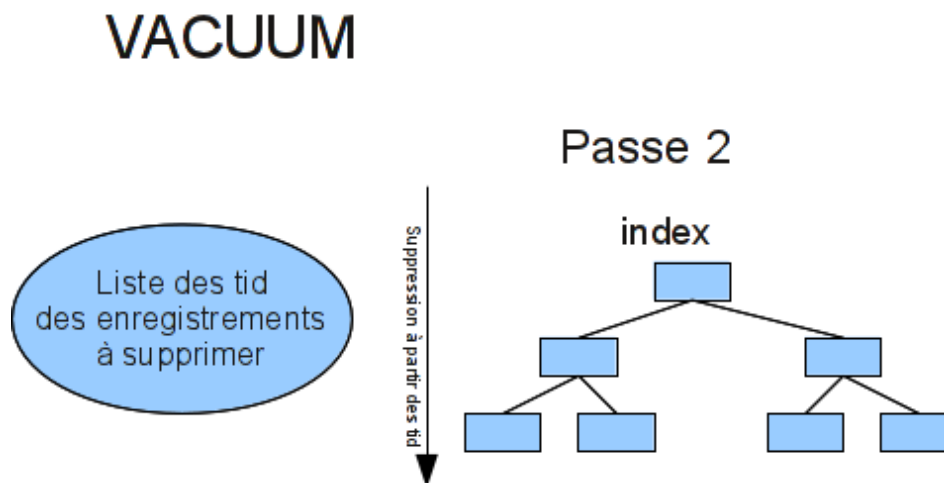 VACUUM
Passe 2
Liste des tid
des enregistrements
à supprimer
Suppression à partir des tid
index